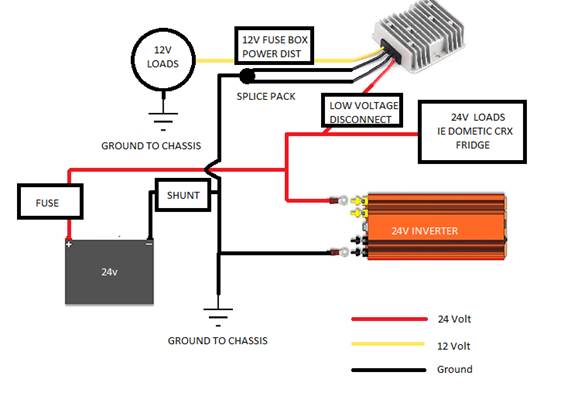 12V
LOADS
12V FUSE BOX
POWER DIST
SPLICE PACK
LOW VOLTAGE
DISCONNECT
24V LOADS
IE DOMETIC CRX
FRIDGE
GROUND TO CHASSIS
FUSE
SHUNT
+
−
24v
24V INVERTER
GROUND TO CHASSIS
24 Volt
12 Volt
Ground